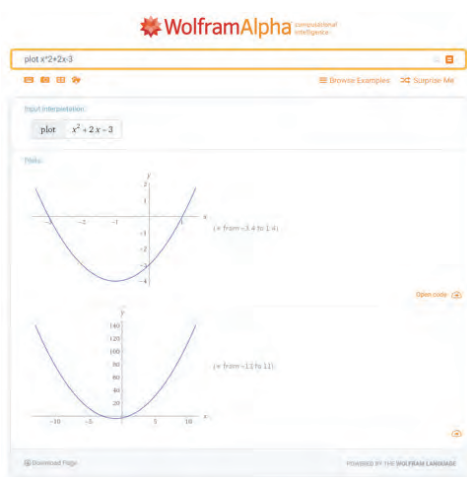 WolframAlpha computational intelligence
plot x^2+2x-3
Browse Examples Surprise Me
Input interpretation:
plot x² + 2 x − 3
Plots:
y
2
1
-3 -2 -1 1 x
-1
-2
-3
-4
(x from -3.4 to 1.4)
Open code
y
140
120
100
80
60
40
20
-10 -5 5 10 x
(x from -13 to 11)
Download Page POWERED BY THE WOLFRAM LANGUAGE